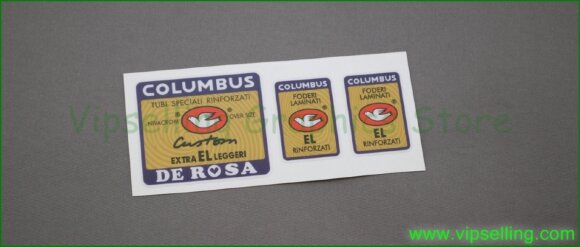 COLUMBUS
TUBI SPECIALI RINFORZATI
NIVACROM ® OVER SIZE
Custom
EXTRA EL LEGGERI
DE ROSA
COLUMBUS
FODERI
LAMINATI
®
EL
RINFORZATI
COLUMBUS
FODERI
LAMINATI
®
EL
RINFORZATI
Vipselling Graphics Store
www.vipselling.com